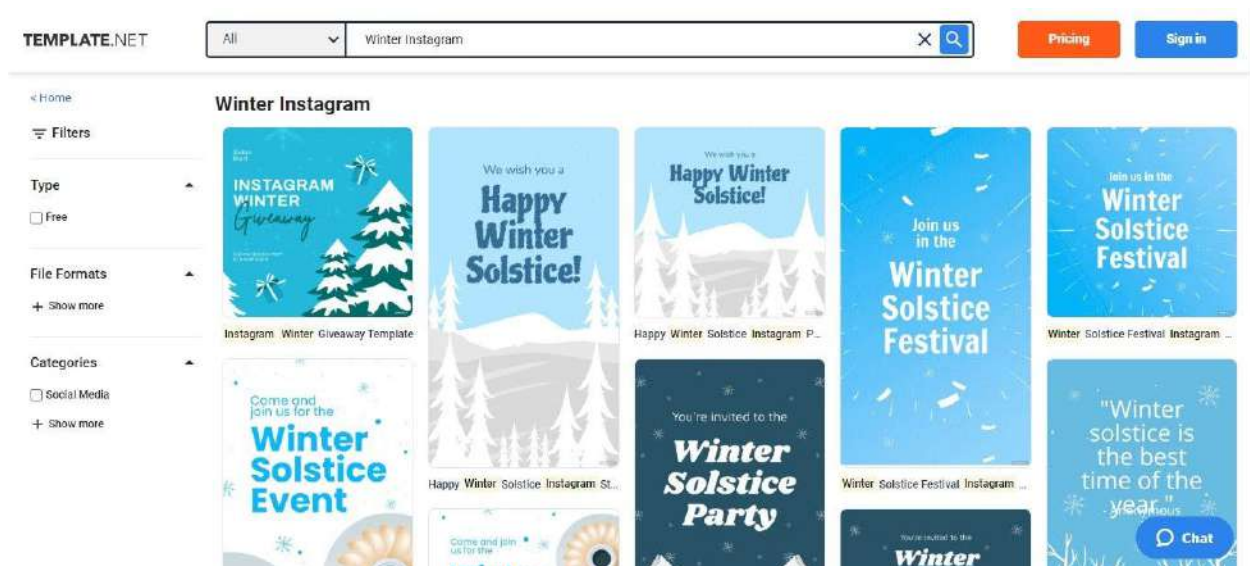 TEMPLATE.NET
All
Winter Instagram
Pricing
Sign in
< Home
Filters
Type
Free
File Formats
+ Show more
Categories
Social Media
+ Show more
Winter Instagram
INSTAGRAM
WINTER
Giveaway
Instagram Winter Giveaway Template
Come and
join us for the
Winter
Solstice
Event
We wish you a
Happy
Winter
Solstice!
Happy Winter Solstice Instagram St...
Come and join
us for the
We wish you a
Happy Winter
Solstice!
Happy Winter Solstice Instagram P...
You're invited to the
Winter
Solstice
Party
Join us
in the
Winter
Solstice
Festival
Winter Solstice Festival Instagram ...
You're invited to the
Winter
Join us in the
Winter
Solstice
Festival
Winter Solstice Festival Instagram ...
"Winter
solstice is
the best
time of the
year."
Chat